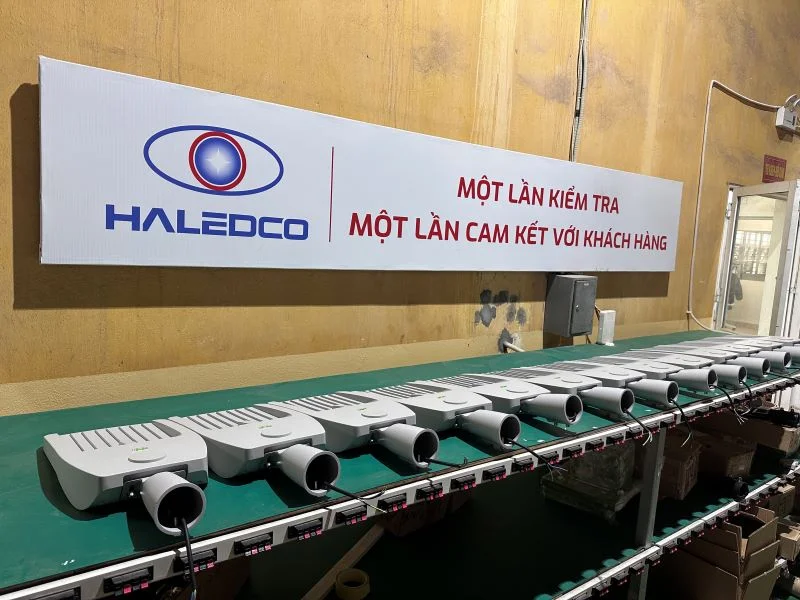 HALEDCO
MỘT LẦN KIỂM TRA
MỘT LẦN CAM KẾT VỚI KHÁCH HÀNG